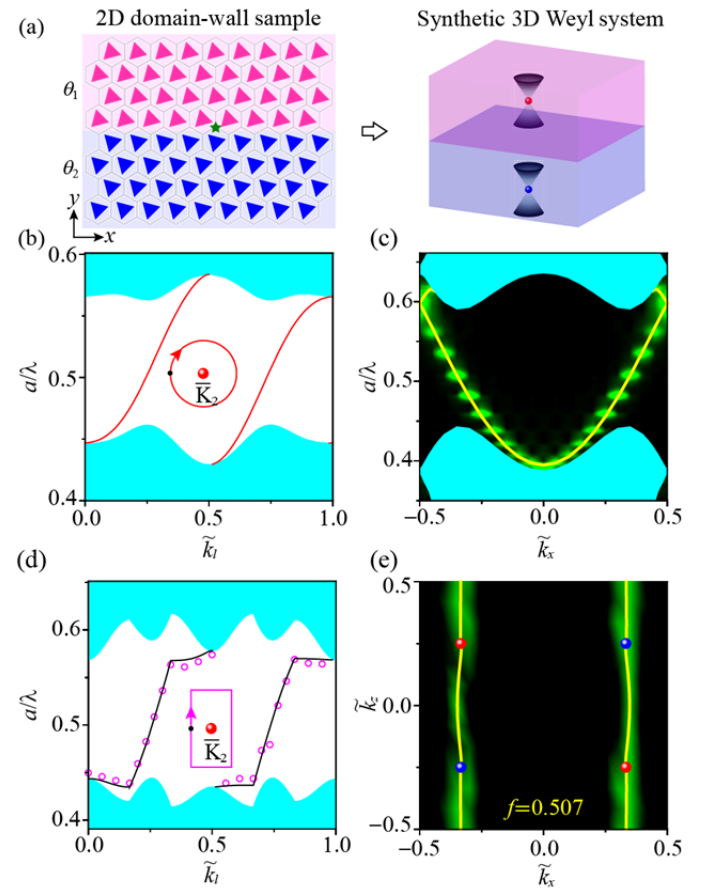 2D domain-wall sample
Synthetic 3D Weyl system
(a)
θ₁
θ₂
y
x
(b)
0.6
0.5
0.4
a/λ
K̅₂
0.0
0.5
1.0
k̃ₗ
(c)
0.6
0.5
0.4
a/λ
−0.5
0.0
0.5
k̃ₓ
(d)
0.6
0.5
0.4
a/λ
K̅₂
0.0
0.5
1.0
k̃ₗ
(e)
0.5
0.0
−0.5
k̃_z
f=0.507
−0.5
0.0
0.5
k̃ₓ